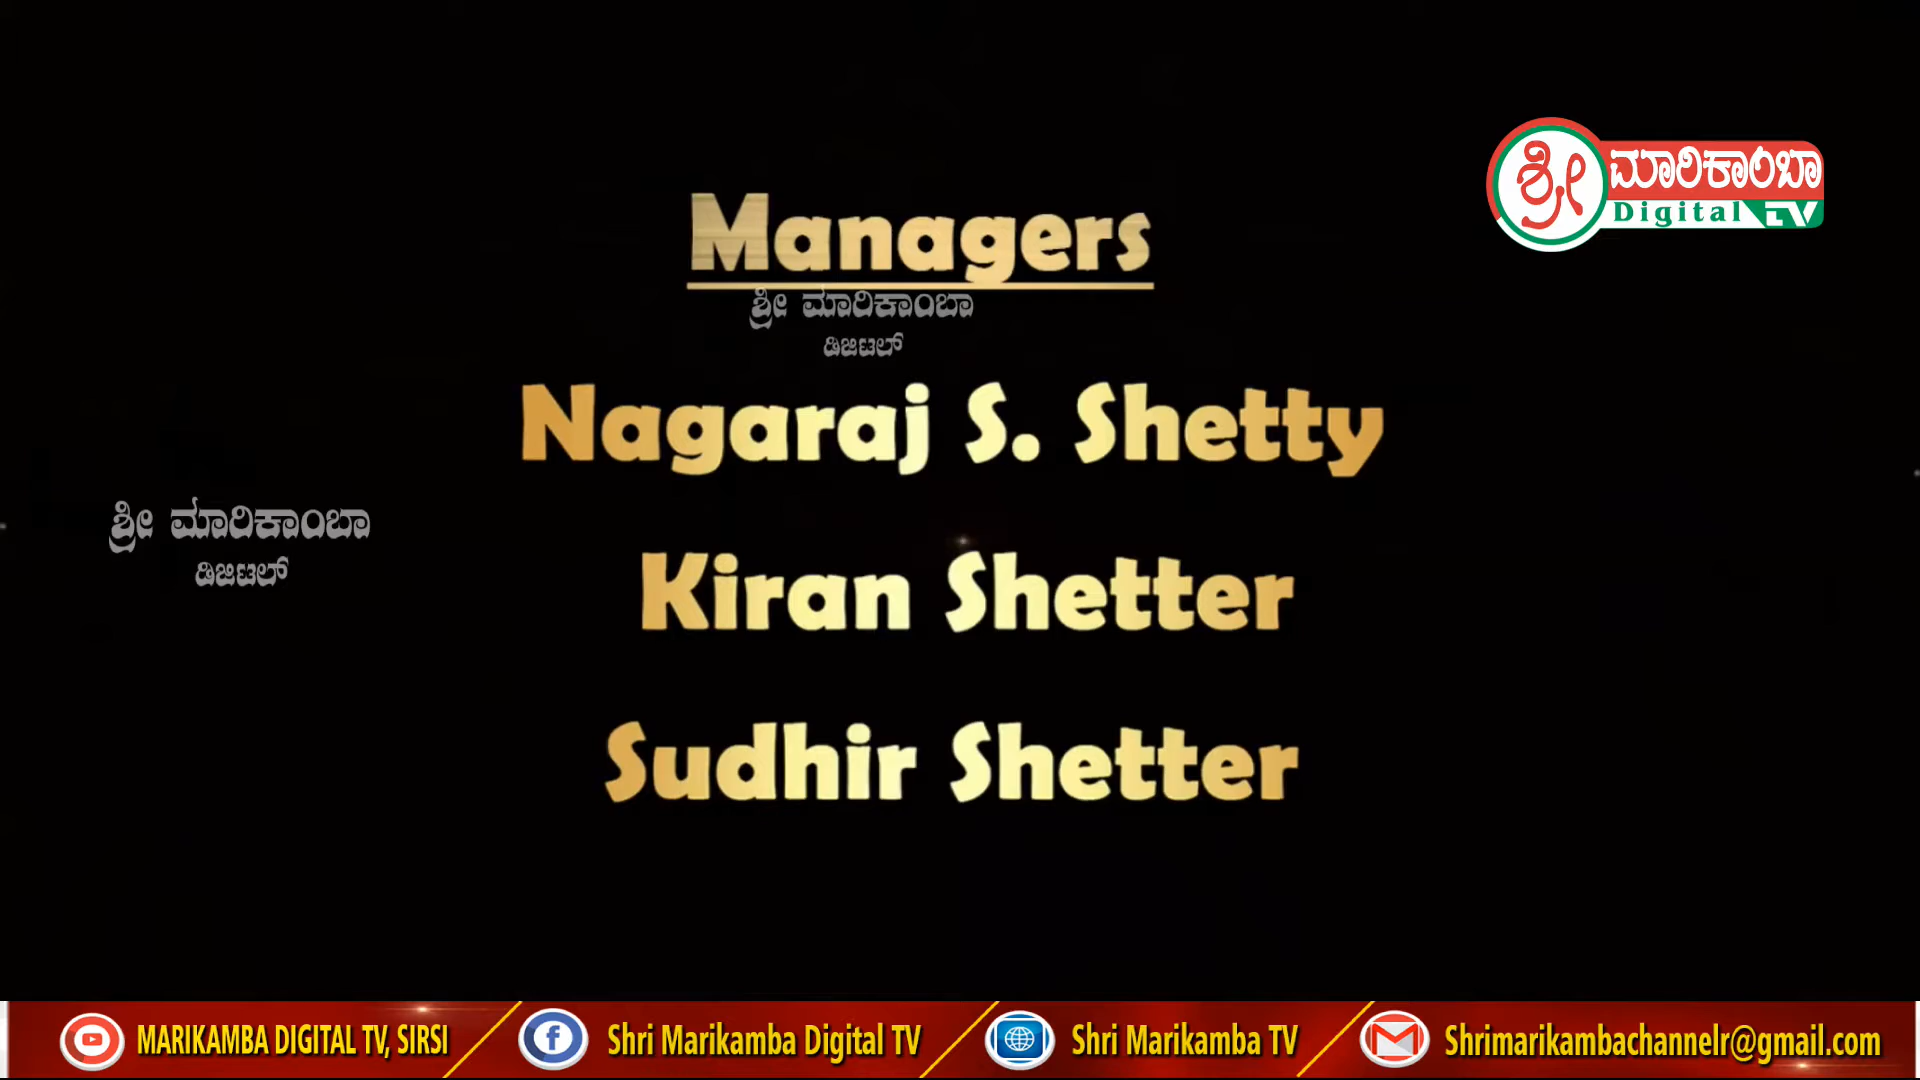 ಶ್ರೀ ಮಾರಿಕಾಂಬಾ
Digital TV
Managers
ಶ್ರೀ ಮಾರಿಕಾಂಬಾ
ಡಿಜಿಟಲ್
Nagaraj S. Shetty
ಶ್ರೀ ಮಾರಿಕಾಂಬಾ
ಡಿಜಿಟಲ್
Kiran Shetter
Sudhir Shetter
MARIKAMBA DIGITAL TV, SIRSI
Shri Marikamba Digital TV
Shri Marikamba TV
Shrimarikambachannelr@gmail.com